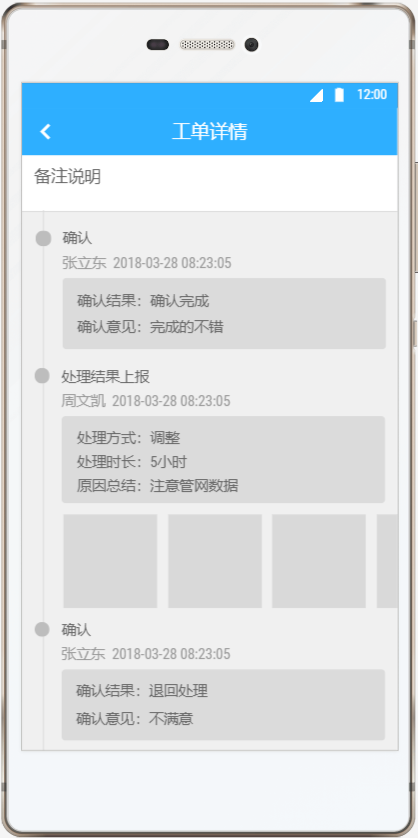 12:00
工单详情
备注说明
确认
张立东 2018-03-28 08:23:05
确认结果：确认完成
确认意见：完成的不错
处理结果上报
周文凯 2018-03-28 08:23:05
处理方式：调整
处理时长：5小时
原因总结：注意管网数据
确认
张立东 2018-03-28 08:23:05
确认结果：退回处理
确认意见：不满意